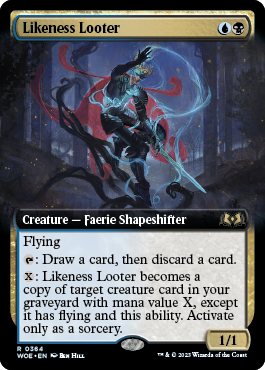 Likeness Looter
Creature — Faerie Shapeshifter
Flying
: Draw a card, then discard a card.
X: Likeness Looter becomes a
copy of target creature card in your
graveyard with mana value X, except
it has flying and this ability. Activate
only as a sorcery.
1/1
R 0364
WOE • EN Ben Hill
™ & © 2023 Wizards of the Coast